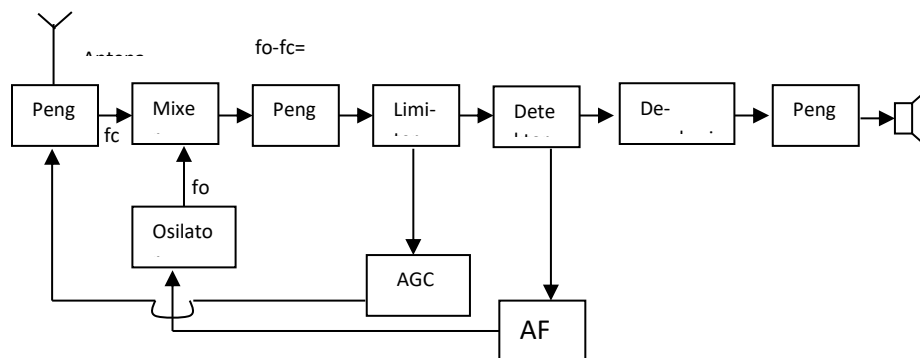 fo-fc=
Peng
fc
Mixe
Peng
Limi-
Dete
De-
Peng
fo
Osilato
AGC
AF